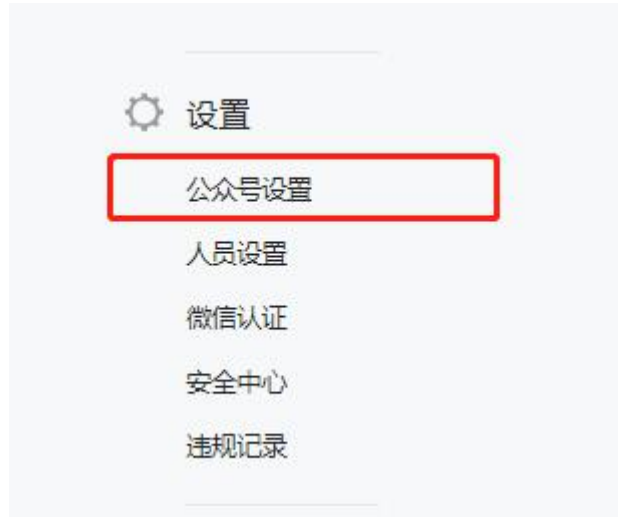 设置
公众号设置
人员设置
微信认证
安全中心
违规记录